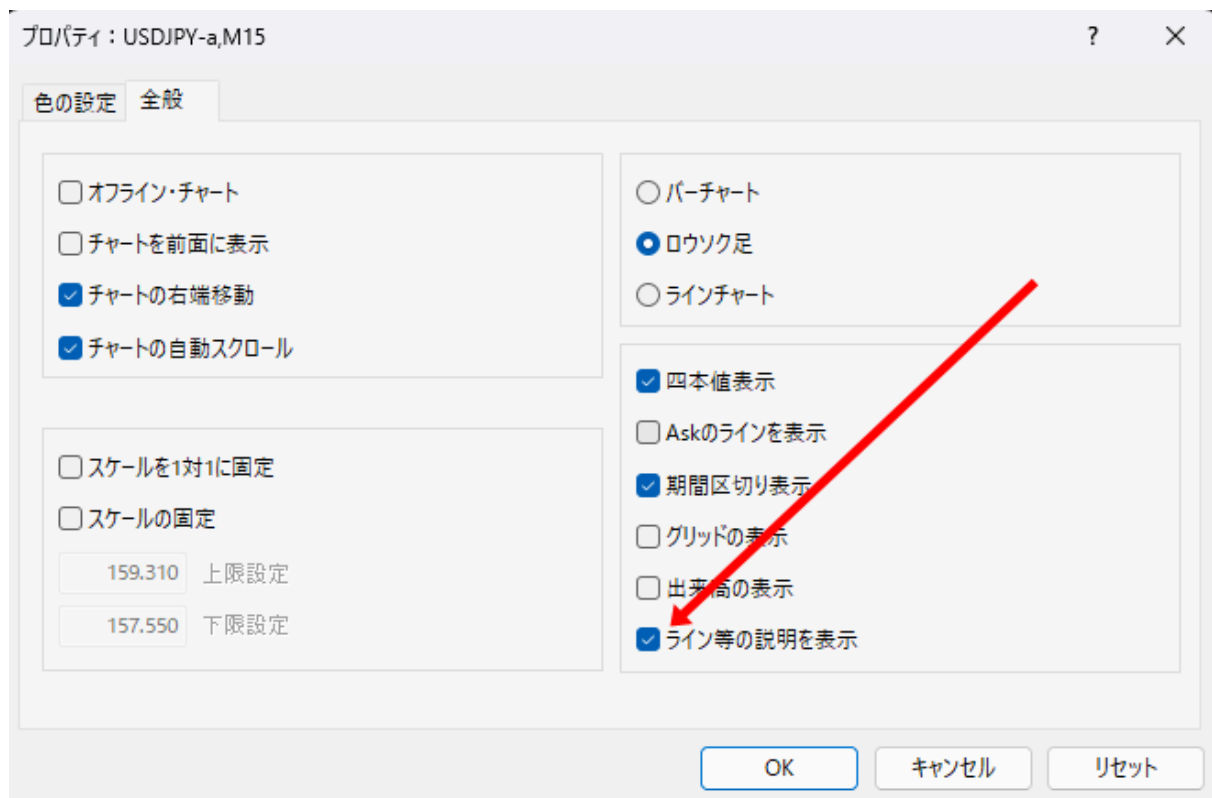 プロパティ：USDJPY-a,M15
?
色の設定 全般
オフライン・チャート
チャートを前面に表示
チャートの右端移動
チャートの自動スクロール
スケールを1対1に固定
スケールの固定
159.310 上限設定
157.550 下限設定
バーチャート
ロウソク足
ラインチャート
四本値表示
Askのラインを表示
期間区切り表示
グリッドの表示
出来高の表示
ライン等の説明を表示
OK キャンセル リセット